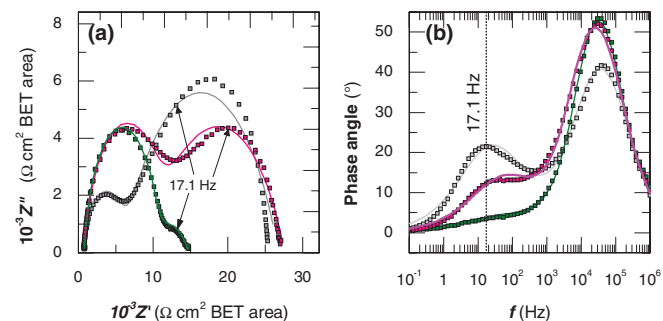 (a)
10⁻³Z'' (Ω cm² BET area)
8
6
4
2
0
17.1 Hz
0 10 20 30
10⁻³Z' (Ω cm² BET area)
(b)
Phase angle (°)
50
40
30
20
10
0
17.1 Hz
10⁻¹ 1 10¹ 10² 10³ 10⁴ 10⁵ 10⁶
f (Hz)